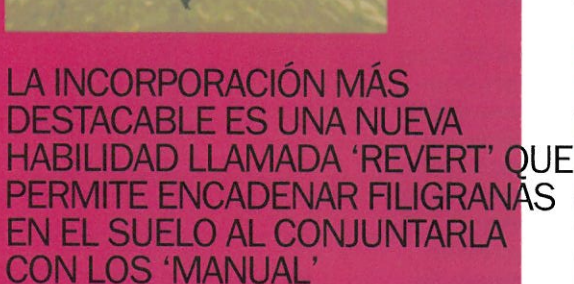 LA INCORPORACIÓN MÁS
DESTACABLE ES UNA NUEVA
HABILIDAD LLAMADA ‘REVERT’ QUE
PERMITE ENCADENAR FILIGRANAS
EN EL SUELO AL CONJUNTARLA
CON LOS ‘MANUAL’